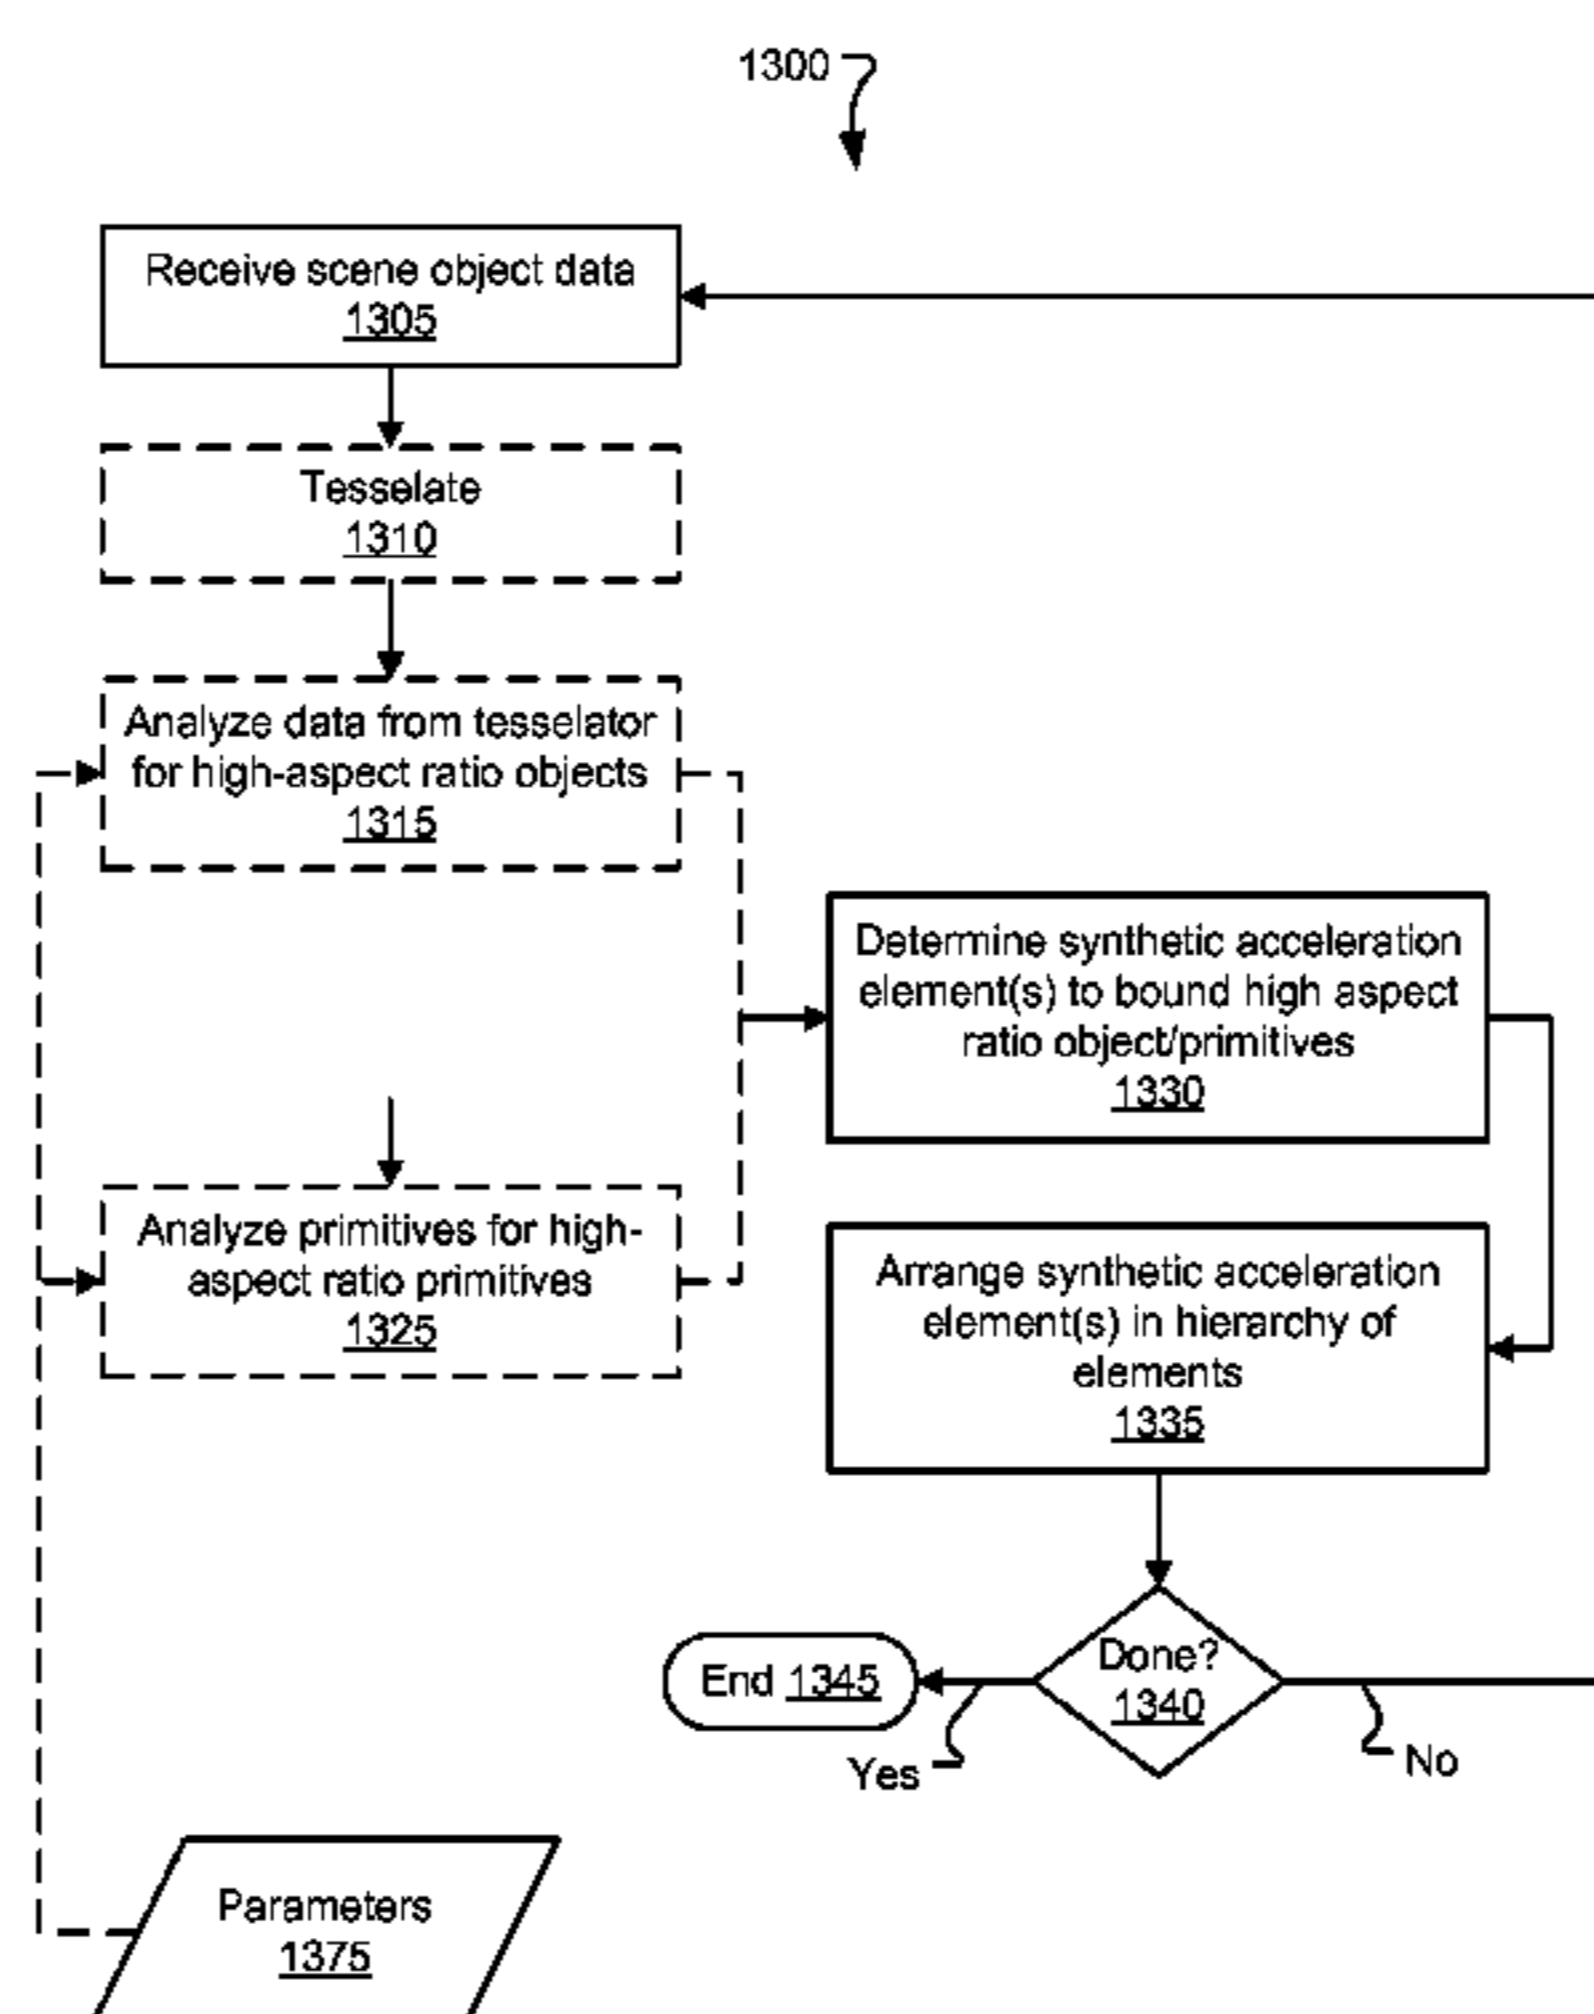 1300
Receive scene object data
1305
Tesselate
1310
Analyze data from tesselator
for high-aspect ratio objects
1315
Analyze primitives for high-
aspect ratio primitives
1325
Determine synthetic acceleration
element(s) to bound high aspect
ratio object/primitives
1330
Arrange synthetic acceleration
element(s) in hierarchy of
elements
1335
Done?
1340
End 1345
Yes
No
Parameters
1375